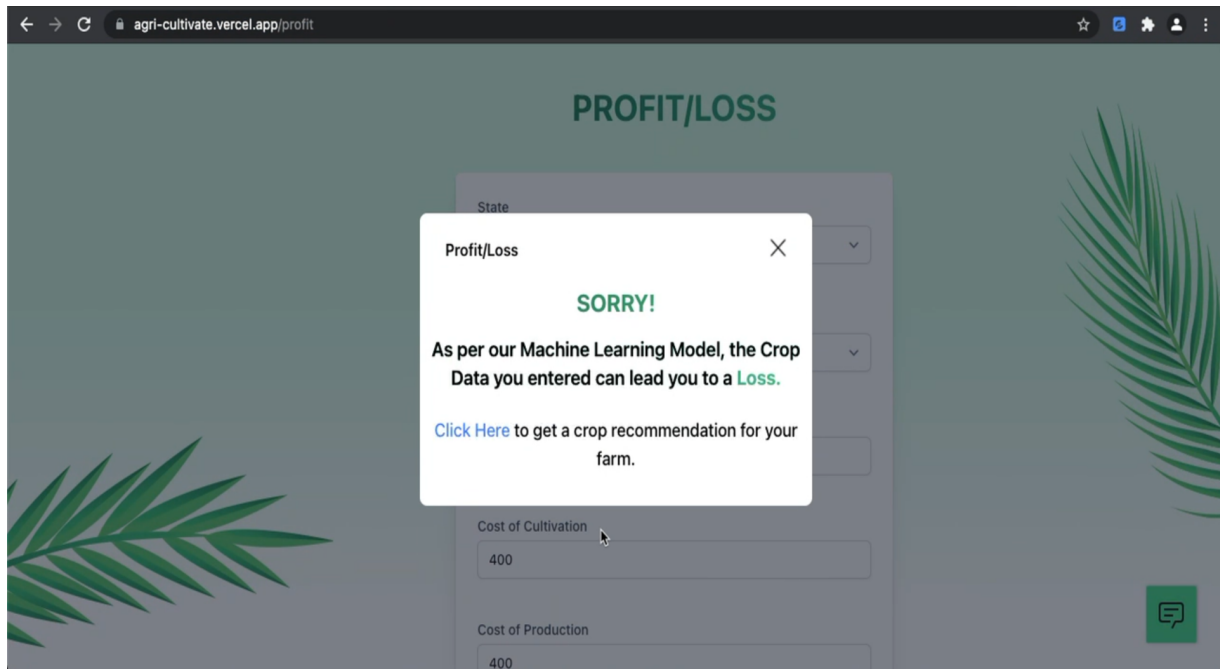 agri-cultivate.vercel.app/profit
PROFIT/LOSS
State
Profit/Loss
SORRY!
As per our Machine Learning Model, the Crop
Data you entered can lead you to a Loss.
Click Here to get a crop recommendation for your
farm.
Cost of Cultivation
400
Cost of Production
400